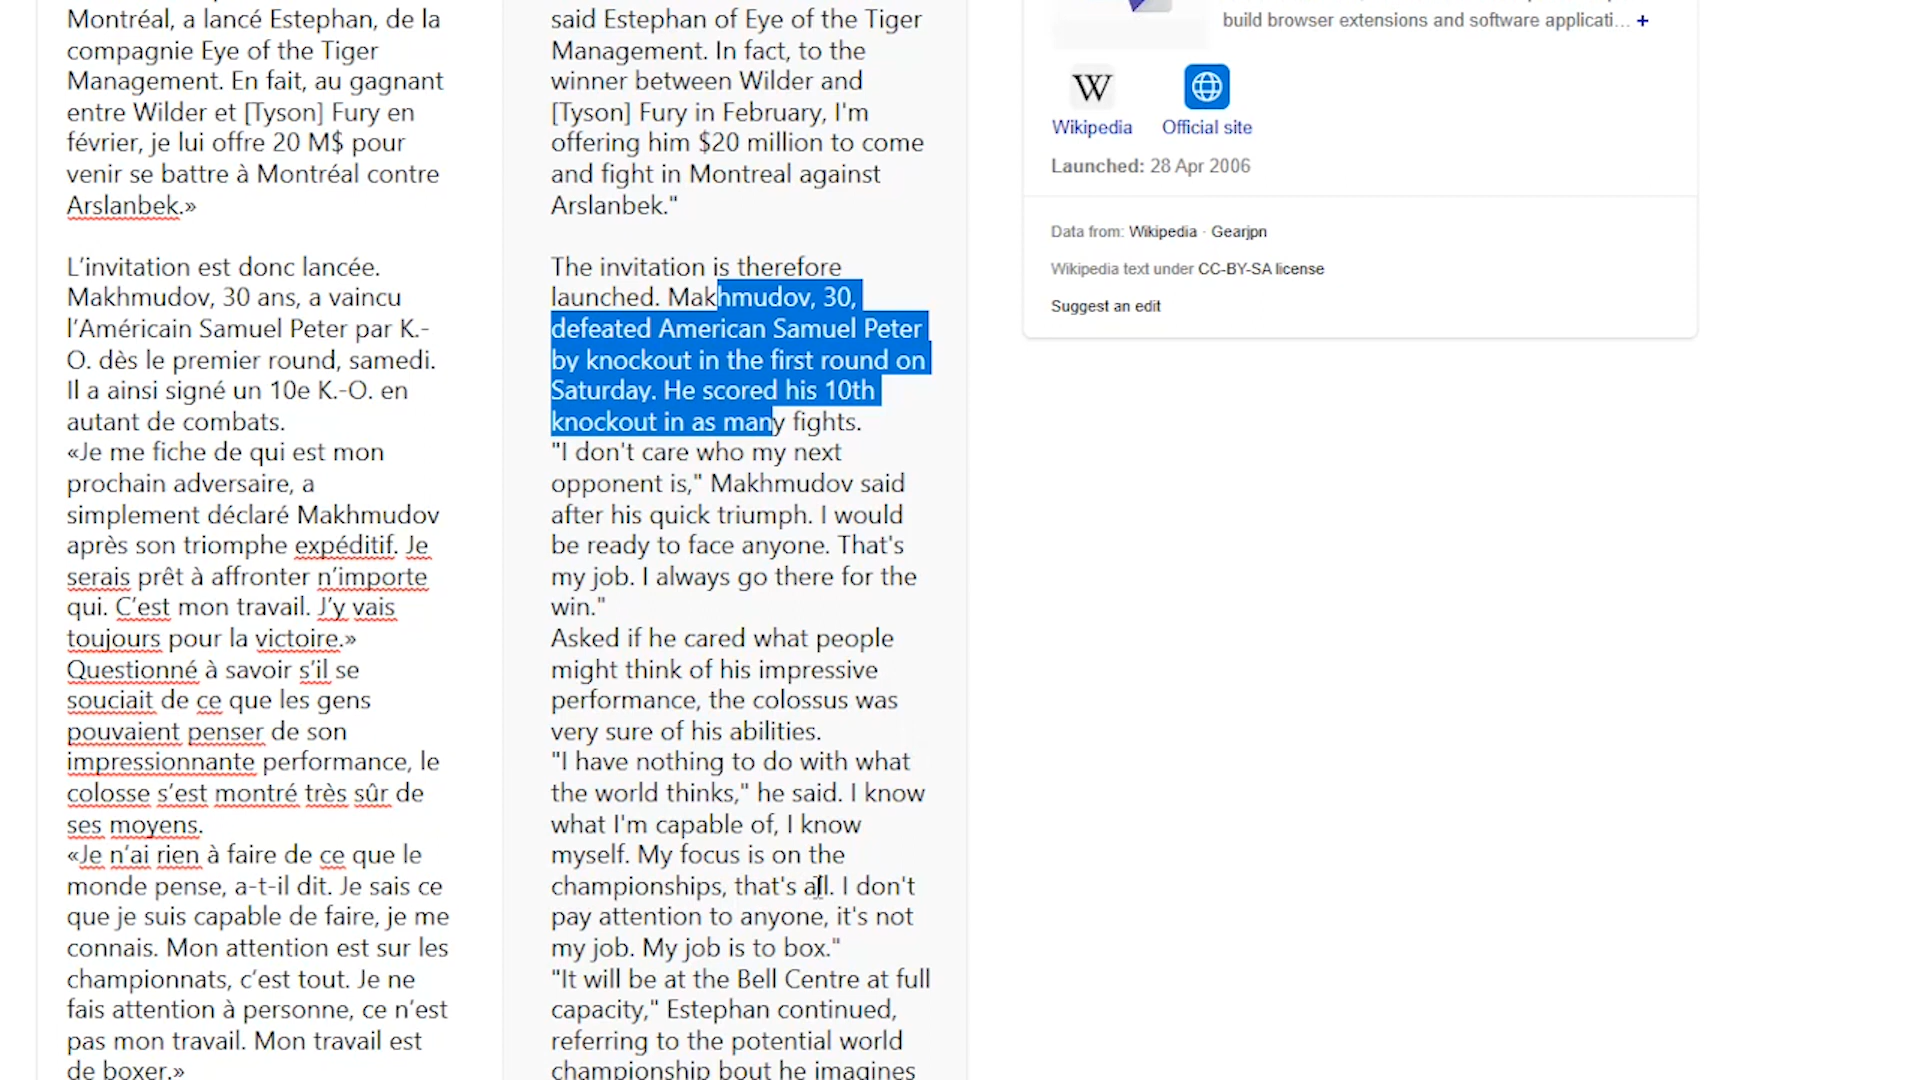 Montréal, a lancé Estephan, de la
compagnie Eye of the Tiger
Management. En fait, au gagnant
entre Wilder et [Tyson] Fury en
février, je lui offre 20 M$ pour
venir se battre à Montréal contre
Arslanbek.»
L’invitation est donc lancée.
Makhmudov, 30 ans, a vaincu
l’Américain Samuel Peter par K.-
O. dès le premier round, samedi.
Il a ainsi signé un 10e K.-O. en
autant de combats.
«Je me fiche de qui est mon
prochain adversaire, a
simplement déclaré Makhmudov
après son triomphe expéditif. Je
serais prêt à affronter n’importe
qui. C’est mon travail. J’y vais
toujours pour la victoire.»
Questionné à savoir s’il se
souciait de ce que les gens
pouvaient penser de son
impressionnante performance, le
colosse s’est montré très sûr de
ses moyens.
«Je n’ai rien à faire de ce que le
monde pense, a-t-il dit. Je sais ce
que je suis capable de faire, je me
connais. Mon attention est sur les
championnats, c’est tout. Je ne
fais attention à personne, ce n’est
pas mon travail. Mon travail est
de boxer.»
said Estephan of Eye of the Tiger
Management. In fact, to the
winner between Wilder and
[Tyson] Fury in February, I'm
offering him $20 million to come
and fight in Montreal against
Arslanbek."
The invitation is therefore
launched. Makhmudov, 30,
defeated American Samuel Peter
by knockout in the first round on
Saturday. He scored his 10th
knockout in as many fights.
"I don't care who my next
opponent is," Makhmudov said
after his quick triumph. I would
be ready to face anyone. That's
my job. I always go there for the
win."
Asked if he cared what people
might think of his impressive
performance, the colossus was
very sure of his abilities.
"I have nothing to do with what
the world thinks," he said. I know
what I'm capable of, I know
myself. My focus is on the
championships, that's all. I don't
pay attention to anyone, it's not
my job. My job is to box."
"It will be at the Bell Centre at full
capacity," Estephan continued,
referring to the potential world
championship bout he imagines
build browser extensions and software applicati... +
W
Wikipedia
Official site
Launched: 28 Apr 2006
Data from: Wikipedia · Gearjpn
Wikipedia text under CC-BY-SA license
Suggest an edit